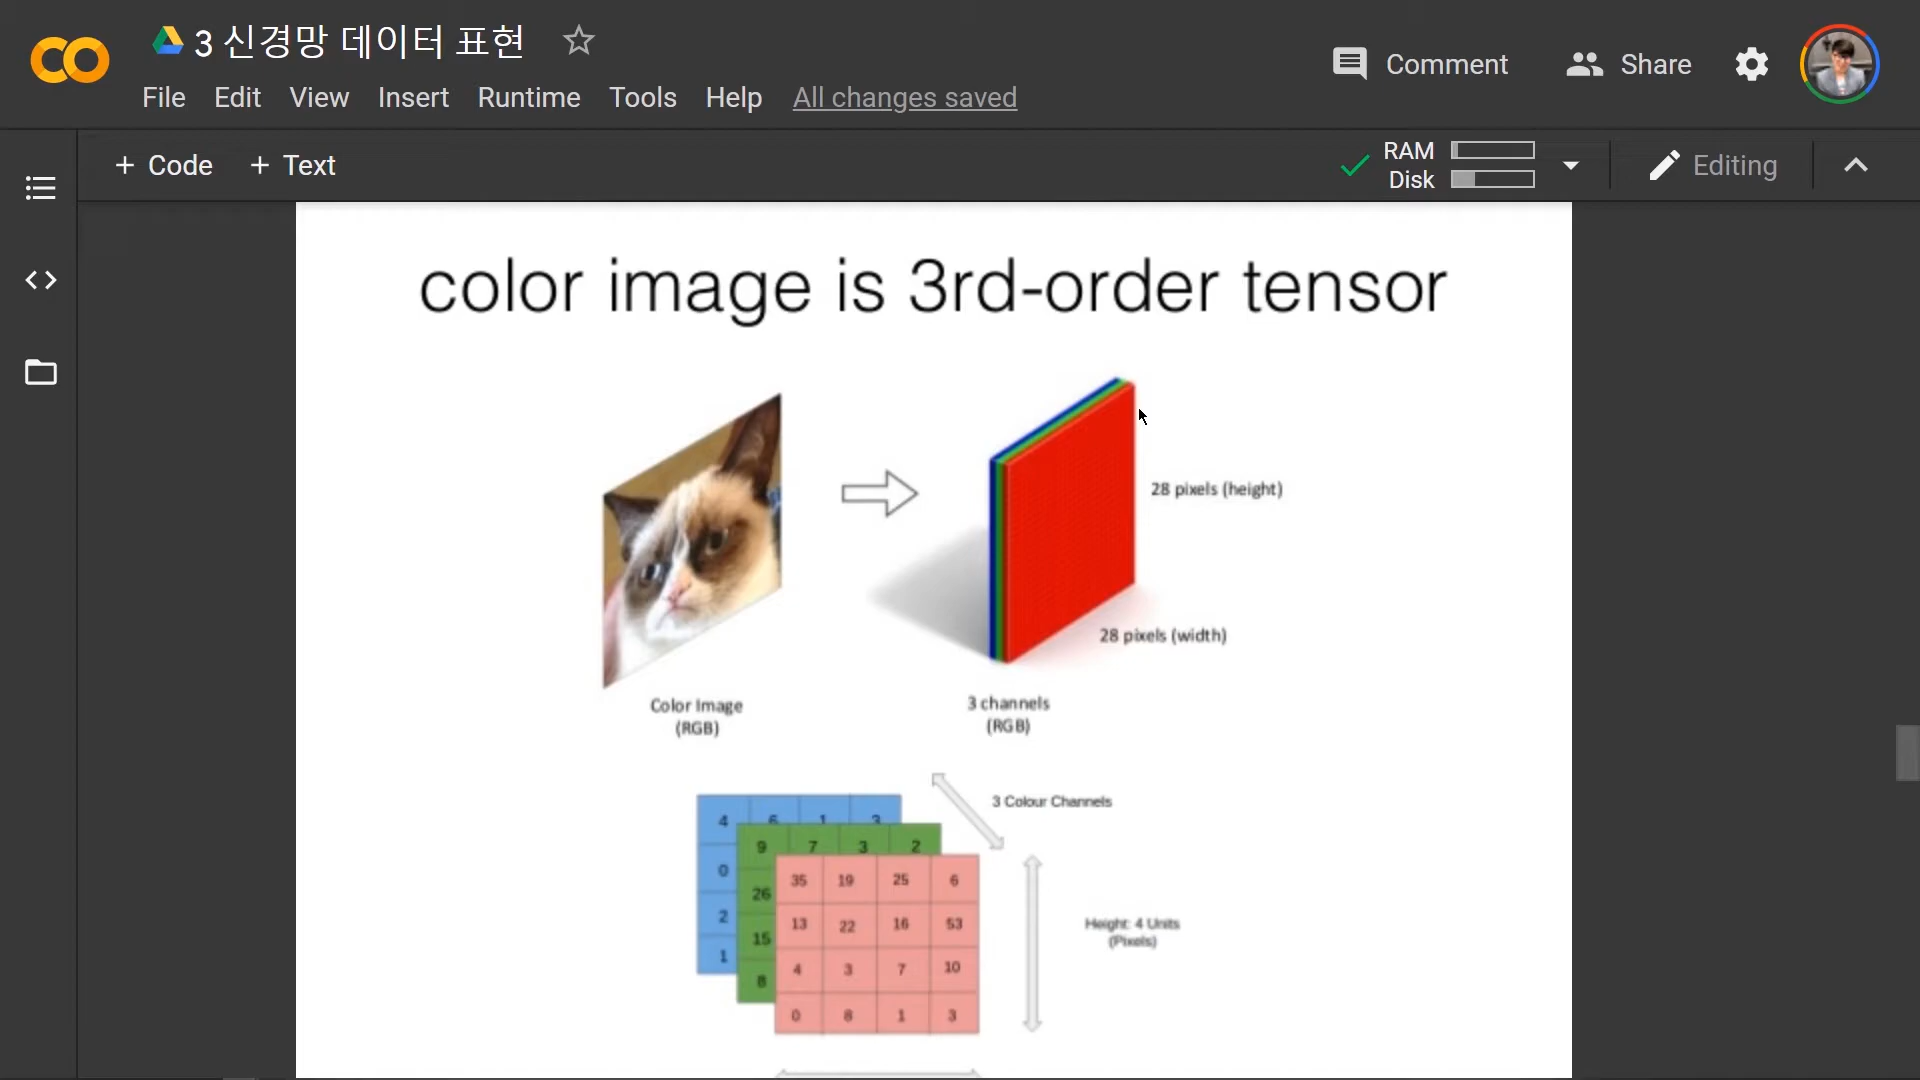 3 신경망 데이터 표현
Comment
Share
File Edit View Insert Runtime Tools Help All changes saved
+ Code + Text
RAM
Disk
Editing
color image is 3rd-order tensor
28 pixels (height)
28 pixels (width)
Color Image
(RGB)
3 channels
(RGB)
3 Colour Channels
4 6 1 3
9 7 3 2
0
35 19 25 6
26
2
13 22 16 53
Height: 4 Units
(Pixels)
15
1
4 3 7 10
8
0 8 1 3